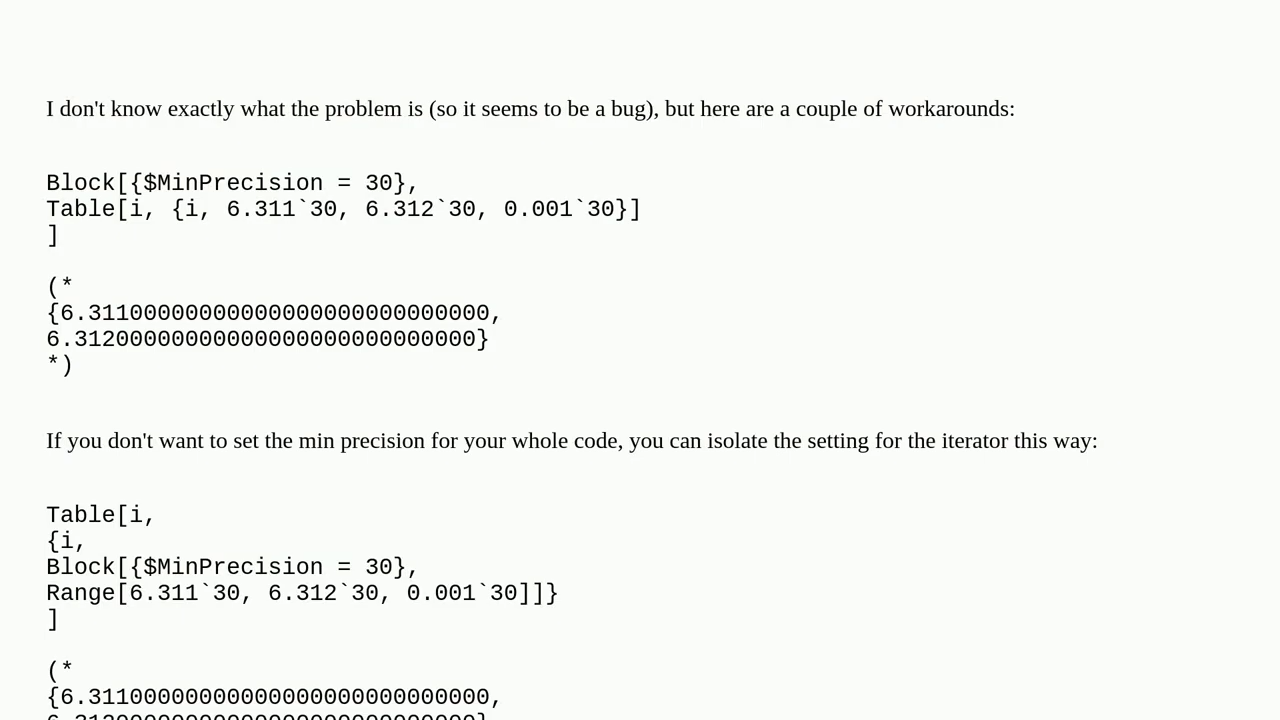 I don't know exactly what the problem is (so it seems to be a bug), but here are a couple of workarounds:
Block[{$MinPrecision = 30},
Table[i, {i, 6.311`30, 6.312`30, 0.001`30}]
]
(*
{6.31100000000000000000000000000,
6.31200000000000000000000000000}
*)
If you don't want to set the min precision for your whole code, you can isolate the setting for the iterator this way:
Table[i,
{i,
Block[{$MinPrecision = 30},
Range[6.311`30, 6.312`30, 0.001`30]]}
]
(*
{6.31100000000000000000000000000,
6.31200000000000000000000000000}